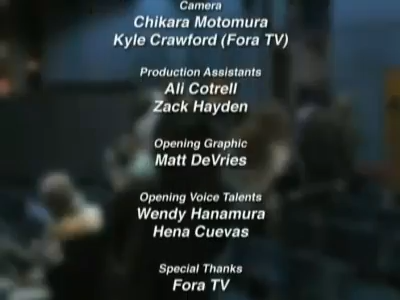 Camera
Chikara Motomura
Kyle Crawford (Fora TV)
Production Assistants
Ali Cotrell
Zack Hayden
Opening Graphic
Matt DeVries
Opening Voice Talents
Wendy Hanamura
Hena Cuevas
Special Thanks
Fora TV